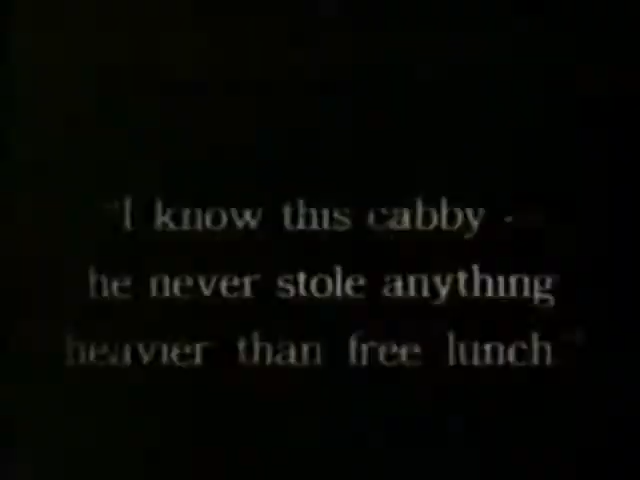 "I know this cabby -
he never stole anything
heavier than free lunch."